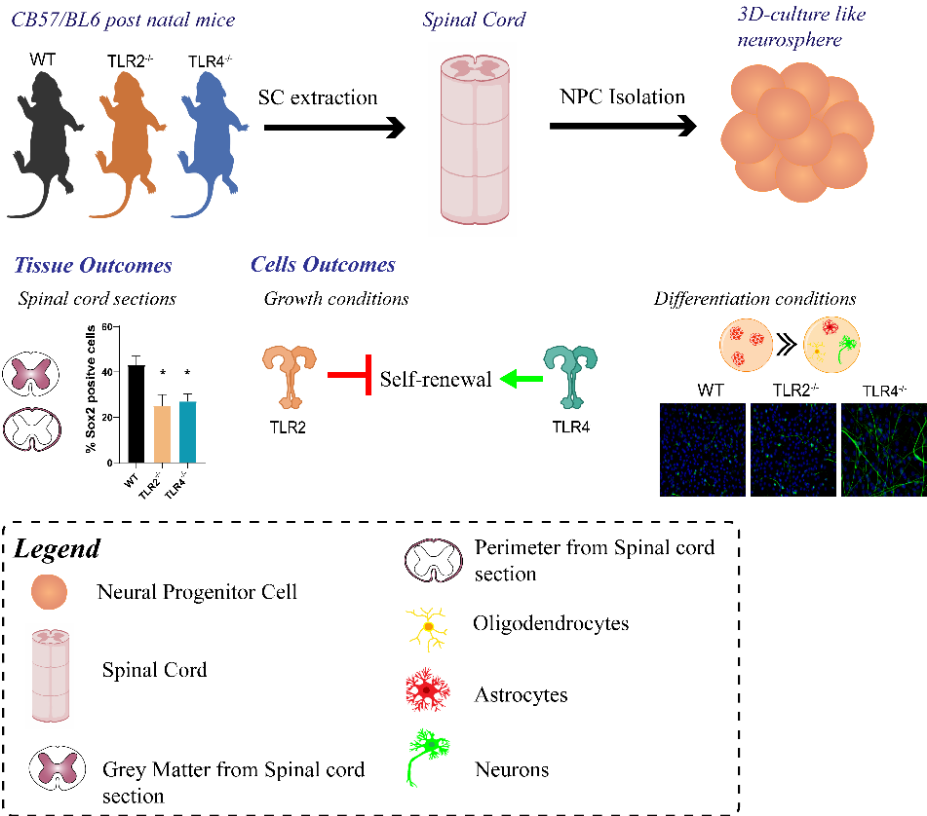 CB57/BL6 post natal mice
Spinal Cord
3D-culture like
neurosphere
WT
TLR2-/-
TLR4-/-
SC extraction
NPC Isolation
Tissue Outcomes
Cells Outcomes
Spinal cord sections
Growth conditions
Differentiation conditions
% Sox2 positve cells
60
40
20
0
*
*
WT
TLR2-/-
TLR4-/-
TLR2
Self-renewal
TLR4
WT
TLR2-/-
TLR4-/-
Legend
Neural Progenitor Cell
Spinal Cord
Grey Matter from Spinal cord
section
Perimeter from Spinal cord
section
Oligodendrocytes
Astrocytes
Neurons